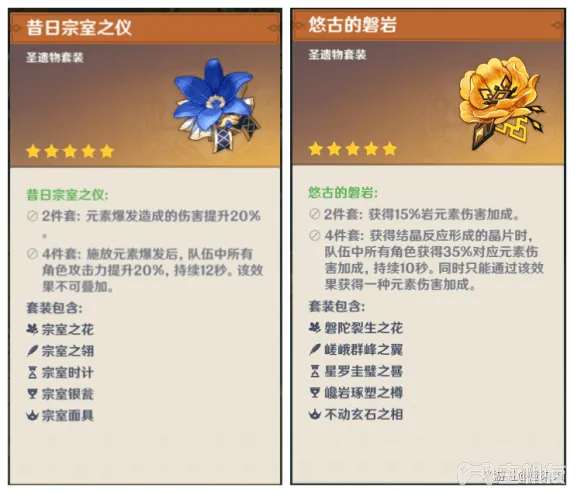 昔日宗室之仪
圣遗物套装
昔日宗室之仪:
2件套: 元素爆发造成的伤害提升20%
。
4件套: 施放元素爆发后，队伍中所有
角色攻击力提升20%，持续12秒。该效
果不可叠加。
套装包含:
宗室之花
宗室之翎
宗室时计
宗室银瓮
宗室面具
悠古的磐岩
圣遗物套装
悠古的磐岩:
2件套: 获得15%岩元素伤害加成。
4件套: 获得结晶反应形成的晶片时，
队伍中所有角色获得35%对应元素伤
害加成，持续10秒。同时只能通过该效
果获得一种元素伤害加成。
套装包含:
磐陀裂生之花
嵯峨群峰之翼
星罗圭璧之晷
巉岩琢塑之樽
不动玄石之相